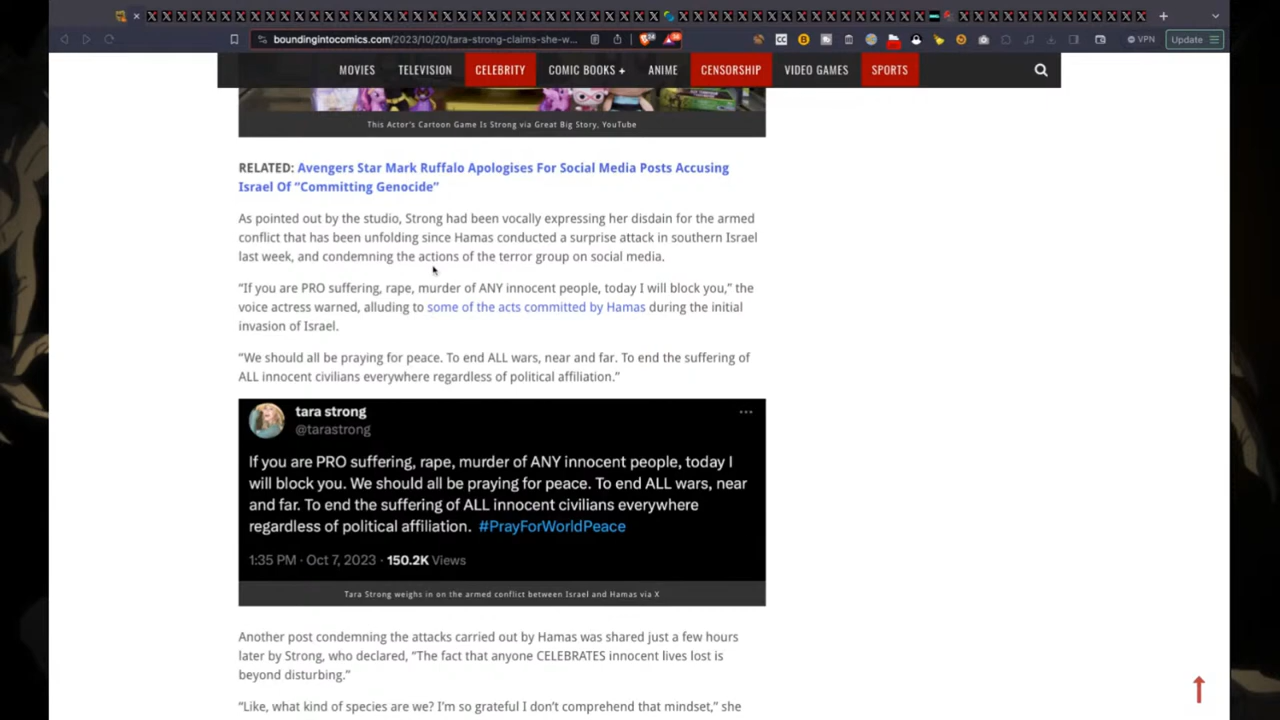 boundingintocomics.com/2023/10/20/tara-strong-claims-she-w...
VPN
Update
MOVIES
TELEVISION
CELEBRITY
COMIC BOOKS +
ANIME
CENSORSHIP
VIDEO GAMES
SPORTS
This Actor's Cartoon Game Is Strong via Great Big Story, YouTube
RELATED: Avengers Star Mark Ruffalo Apologises For Social Media Posts Accusing
Israel Of “Committing Genocide”
As pointed out by the studio, Strong had been vocally expressing her disdain for the armed
conflict that has been unfolding since Hamas conducted a surprise attack in southern Israel
last week, and condemning the actions of the terror group on social media.
“If you are PRO suffering, rape, murder of ANY innocent people, today I will block you,” the
voice actress warned, alluding to some of the acts committed by Hamas during the initial
invasion of Israel.
“We should all be praying for peace. To end ALL wars, near and far. To end the suffering of
ALL innocent civilians everywhere regardless of political affiliation.”
tara strong
@tarastrong
If you are PRO suffering, rape, murder of ANY innocent people, today I
will block you. We should all be praying for peace. To end ALL wars, near
and far. To end the suffering of ALL innocent civilians everywhere
regardless of political affiliation. #PrayForWorldPeace
1:35 PM · Oct 7, 2023 · 150.2K Views
Tara Strong weighs in on the armed conflict between Israel and Hamas via X
Another post condemning the attacks carried out by Hamas was shared just a few hours
later by Strong, who declared, “The fact that anyone CELEBRATES innocent lives lost is
beyond disturbing.”
“Like, what kind of species are we? I’m so grateful I don’t comprehend that mindset,” she